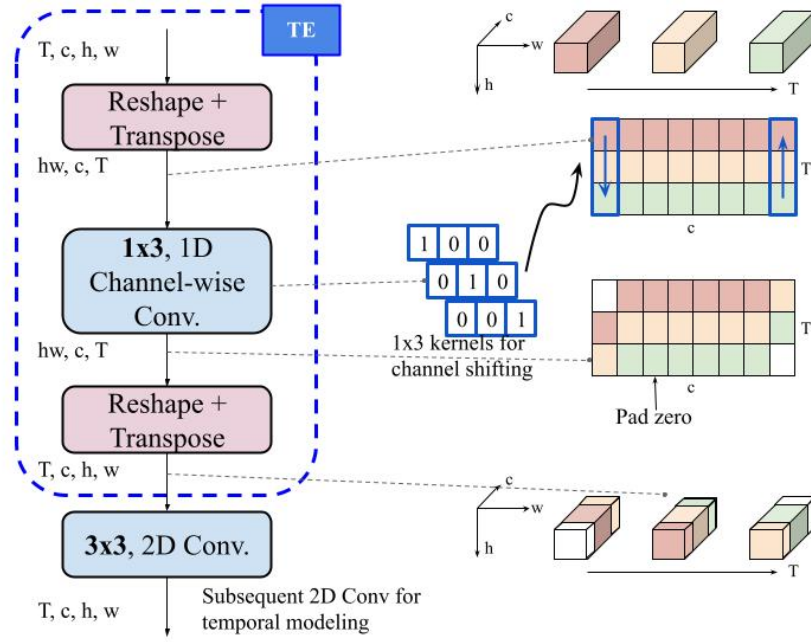 TE
T, c, h, w
Reshape +
Transpose
hw, c, T
1x3, 1D
Channel-wise
Conv.
hw, c, T
Reshape +
Transpose
T, c, h, w
3x3, 2D Conv.
T, c, h, w
Subsequent 2D Conv for
temporal modeling
1 0 0
0 1 0
0 0 1
1x3 kernels for
channel shifting
c
w
h
T
T
c
T
c
Pad zero
c
w
h
T